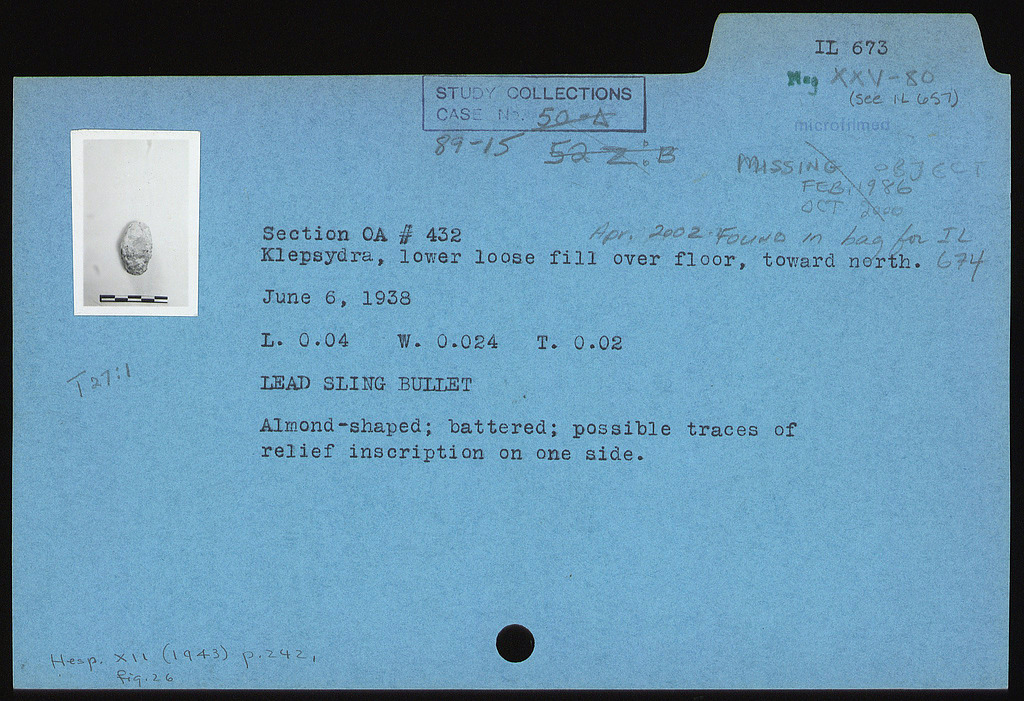 IL 673
Neg XXV-80
(see IL 657)
microfilmed
STUDY COLLECTIONS
CASE No. 50-A
89-15 52 Z:B
MISSING OBJECT
FEB. 1986
OCT 2000
Apr. 2002. Found in bag for IL 674
Section OA # 432
Klepsydra, lower loose fill over floor, toward north.
June 6, 1938
L. 0.04 W. 0.024 T. 0.02
T 27:1
LEAD SLING BULLET
Almond-shaped; battered; possible traces of
relief inscription on one side.
Hesp. XII (1943) p.242,
fig.26